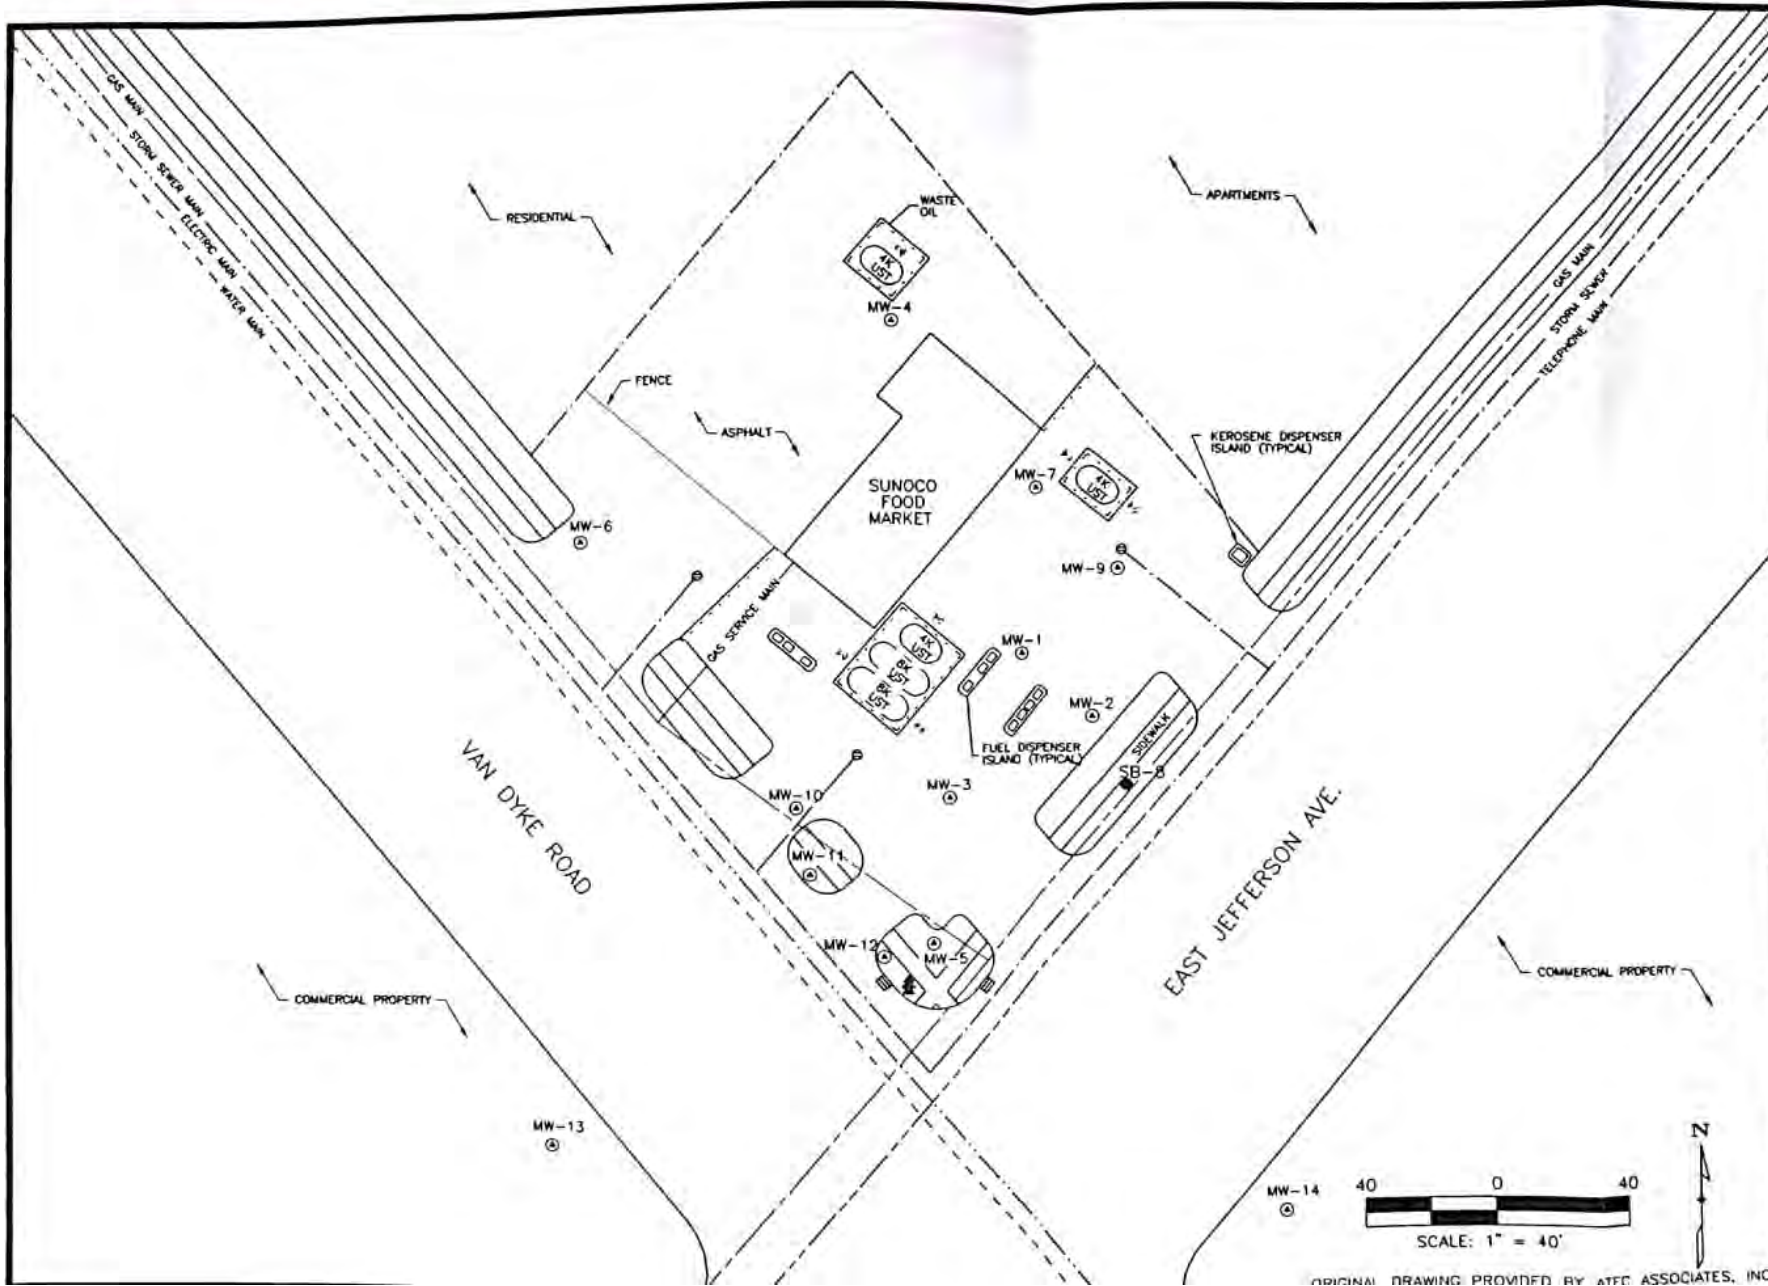 GAS MAIN
STORM SEWER MAIN
ELECTRIC MAIN
WATER MAIN
RESIDENTIAL
WASTE
OIL
4K
UST
MW-4
APARTMENTS
GAS MAIN
STORM SEWER
TELEPHONE MAIN
FENCE
ASPHALT
SUNOCO
FOOD
MARKET
MW-7
4K
UST
KEROSENE DISPENSER
ISLAND (TYPICAL)
MW-6
MW-9
GAS SERVICE MAIN
4K
UST
8K
UST
8K
UST
MW-1
MW-2
FUEL DISPENSER
ISLAND (TYPICAL)
SIDEWALK
SB-8
MW-3
MW-10
VAN DYKE ROAD
MW-11
EAST JEFFERSON AVE.
MW-12
MW-5
COMMERCIAL PROPERTY
COMMERCIAL PROPERTY
MW-13
MW-14
N
40 0 40
SCALE: 1" = 40'
ORIGINAL DRAWING PROVIDED BY ATEC ASSOCIATES, INC